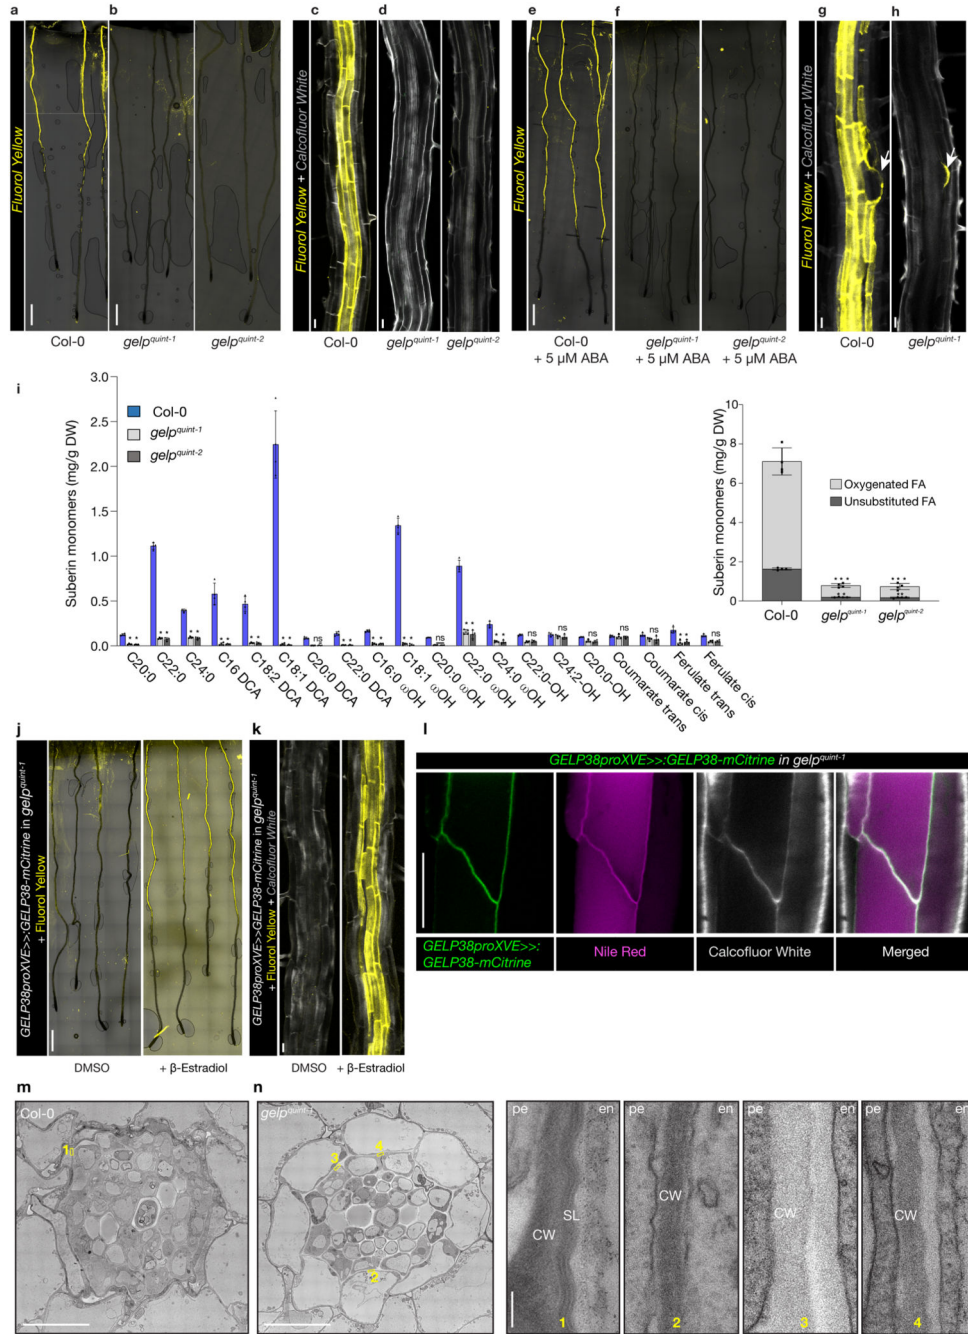 a
b
c
d
e
f
g
h
Fluorol Yellow
Fluorol Yellow + Calcofluor White
Fluorol Yellow
Fluorol Yellow + Calcofluor White
Col-0
gelpquint-1
gelpquint-2
Col-0
gelpquint-1
gelpquint-2
Col-0
+ 5 µM ABA
gelpquint-1
+ 5 µM ABA
gelpquint-2
+ 5 µM ABA
Col-0
gelpquint-1
i
Suberin monomers (mg/g DW)
3.0
2.5
2.0
1.5
1.0
0.5
0.0
Col-0
gelpquint-1
gelpquint-2
* *
* *
* *
* *
* *
* *
ns
* *
* *
* *
ns
* *
* *
ns
ns
ns
ns
ns
* *
ns
C20:0
C22:0
C24:0
C16 DCA
C18:2 DCA
C18:1 DCA
C20:0 DCA
C22:0 DCA
C16:0 ωOH
C18:1 ωOH
C20:0 ωOH
C22:0 ωOH
C24:0 ωOH
C22:0-OH
C24:2-OH
C20:0-OH
Coumarate trans
Coumarate cis
Ferulate trans
Ferulate cis
Suberin monomers (mg/g DW)
10
8
6
4
2
0
Oxygenated FA
Unsubstituted FA
Col-0
gelpquint-1
gelpquint-2
j
k
l
GELP38proXVE>>:GELP38-mCitrine in gelpquint-1
+ Fluorol Yellow
DMSO
+ β-Estradiol
GELP38proXVE>>GELP38-mCitrine in gelpquint-1
+ Fluorol Yellow + Calcofluor White
DMSO
+ β-Estradiol
GELP38proXVE>>:GELP38-mCitrine in gelpquint-1
GELP38proXVE>>:
GELP38-mCitrine
Nile Red
Calcofluor White
Merged
m
n
Col-0
1
gelpquint-1
3
4
2
pe
en
SL
CW
1
CW
2
pe
en
CW
3
CW
4